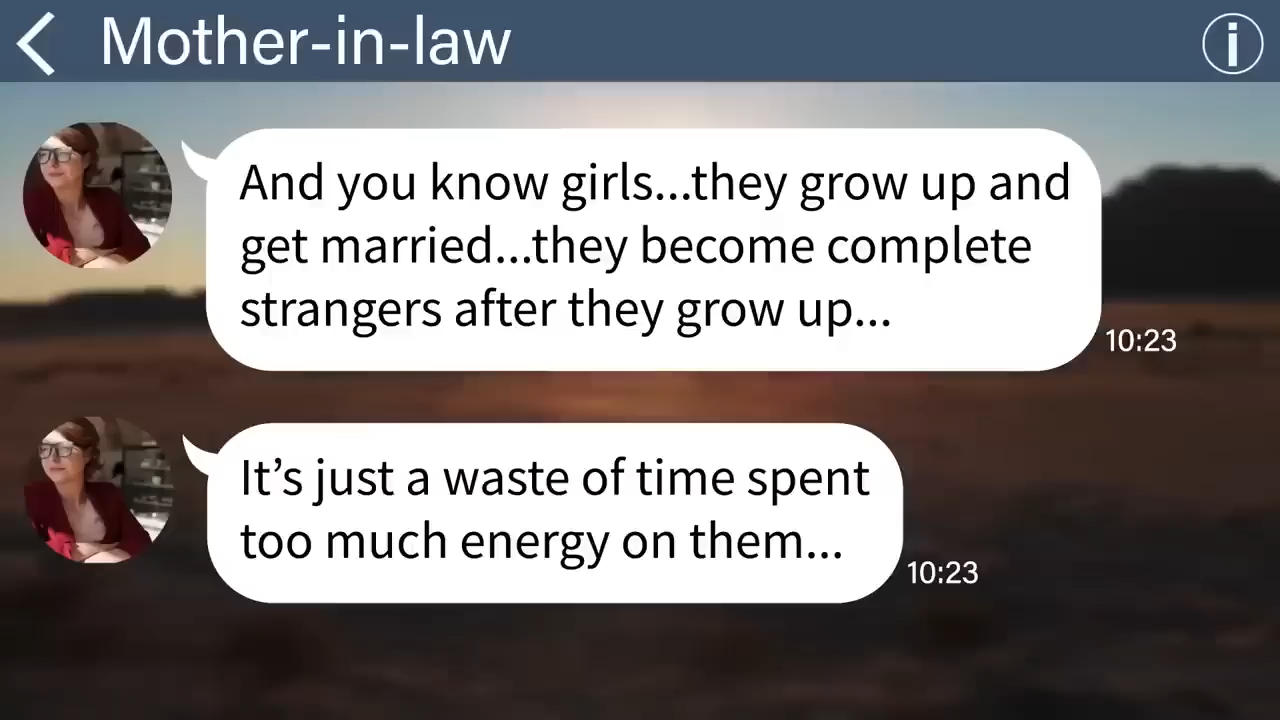 Mother-in-law
And you know girls...they grow up and
get married...they become complete
strangers after they grow up...
10:23
It’s just a waste of time spent
too much energy on them...
10:23